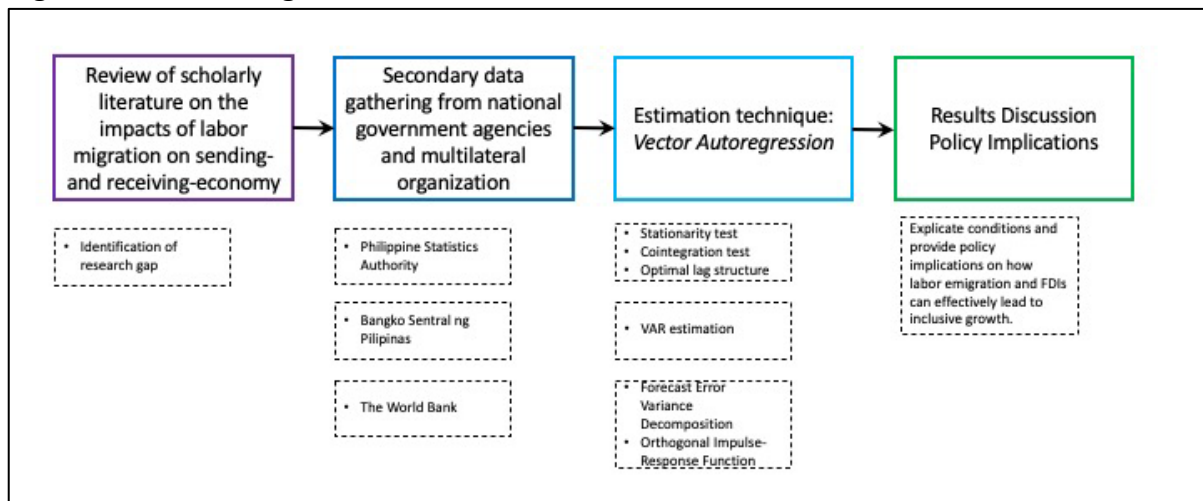 Review of scholarly
literature on the
impacts of labor
migration on sending-
and receiving-economy
Secondary data
gathering from national
government agencies
and multilateral
organization
Estimation technique:
Vector Autoregression
Results Discussion
Policy Implications
• Identification of
research gap
• Philippine Statistics
Authority
• Bangko Sentral ng
Pilipinas
• The World Bank
• Stationarity test
• Cointegration test
• Optimal lag structure
• VAR estimation
• Forecast Error
Variance
Decomposition
• Orthogonal Impulse-
Response Function
Explicate conditions and
provide policy
implications on how
labor emigration and FDIs
can effectively lead to
inclusive growth.